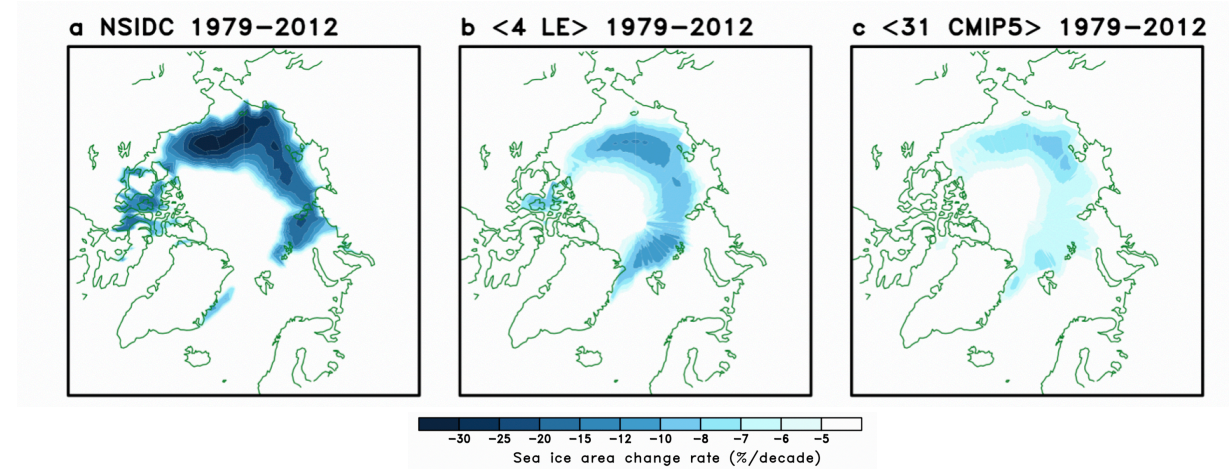 a NSIDC 1979−2012
b <4 LE> 1979−2012
c <31 CMIP5> 1979−2012
−30 −25 −20 −15 −12 −10 −8 −7 −6 −5
Sea ice area change rate (%/decade)